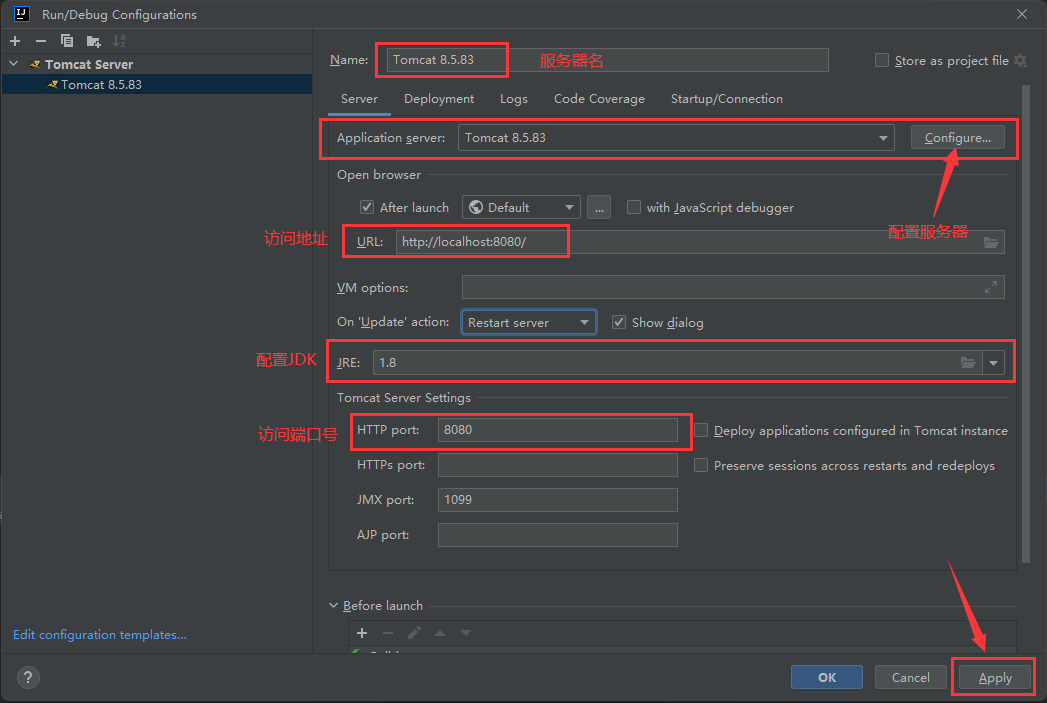 Run/Debug Configurations
Tomcat Server
Tomcat 8.5.83
Name: Tomcat 8.5.83 服务器名 Store as project file
Server Deployment Logs Code Coverage Startup/Connection
Application server: Tomcat 8.5.83 Configure...
Open browser
After launch Default ... with JavaScript debugger
访问地址 URL: http://localhost:8080/ 配置服务器
VM options:
On 'Update' action: Restart server Show dialog
配置JDK JRE: 1.8
Tomcat Server Settings
访问端口号 HTTP port: 8080 Deploy applications configured in Tomcat instance
HTTPs port: Preserve sessions across restarts and redeploys
JMX port: 1099
AJP port:
Before launch
Edit configuration templates...
? OK Cancel Apply